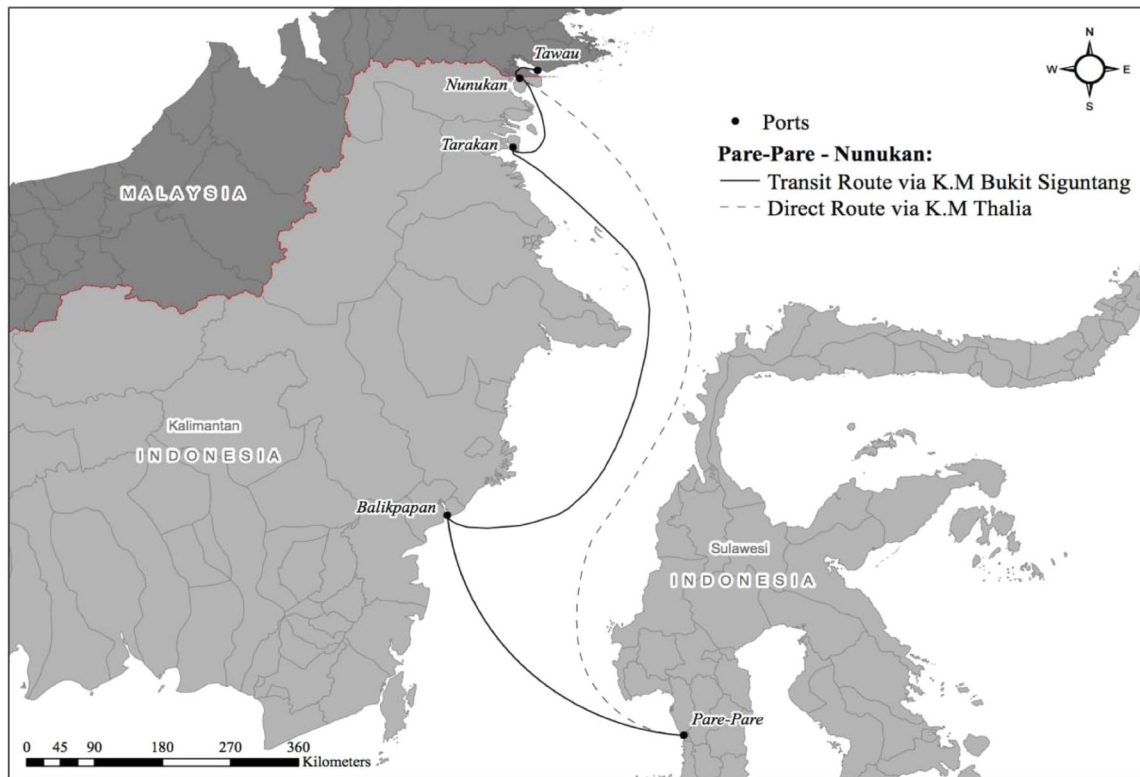 Tawau
Nunukan
Tarakan
MALAYSIA
N
W E
S
Ports
Pare-Pare - Nunukan:
Transit Route via K.M Bukit Siguntang
Direct Route via K.M Thalia
Kalimantan
INDONESIA
Balikpapan
Sulawesi
INDONESIA
Pare-Pare
0 45 90 180 270 360
Kilometers